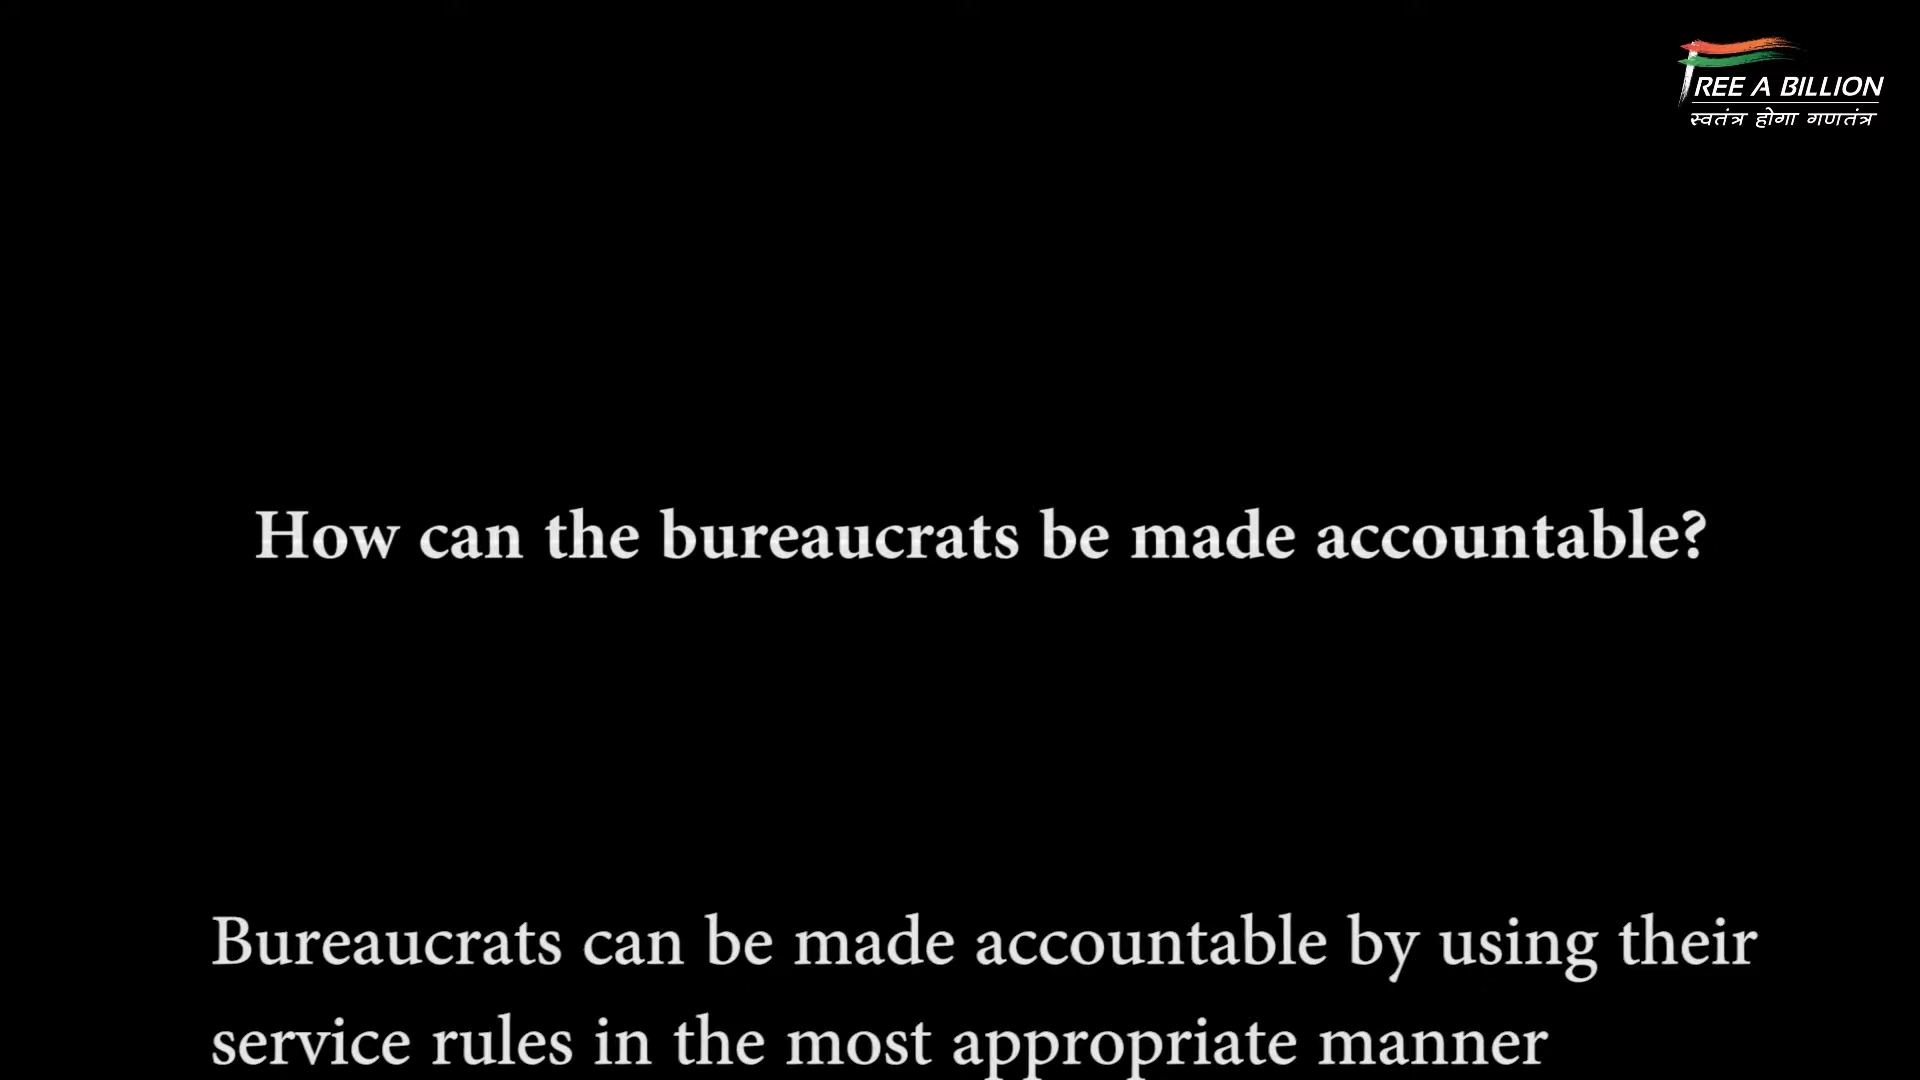 FREE A BILLION
स्वतंत्र होगा गणतंत्र
How can the bureaucrats be made accountable?
Bureaucrats can be made accountable by using their
service rules in the most appropriate manner